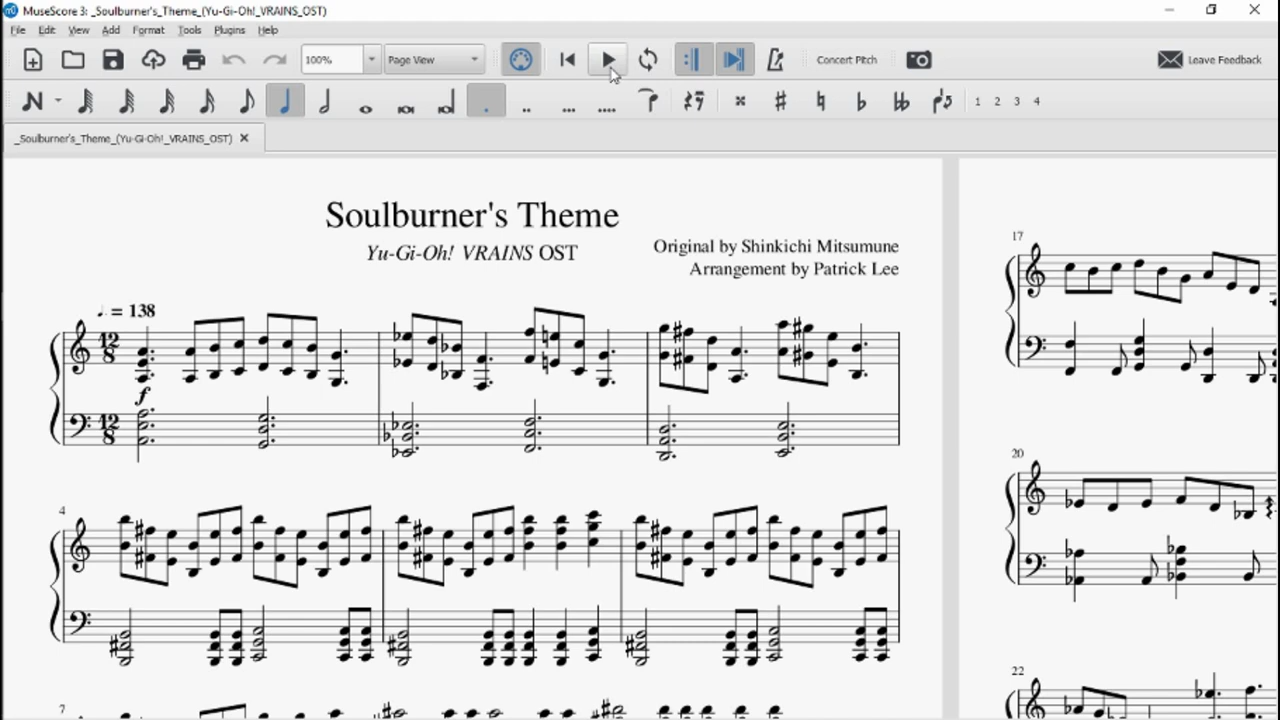 MuseScore 3: _Soulburner's_Theme_(Yu-Gi-Oh!_VRAINS_OST)
File Edit View Add Format Tools Plugins Help
100% Page View Concert Pitch Leave Feedback
1 2 3 4
_Soulburner's_Theme_(Yu-Gi-Oh!_VRAINS_OST)
Soulburner's Theme
Yu-Gi-Oh! VRAINS OST
Original by Shinkichi Mitsumune
Arrangement by Patrick Lee
= 138
12
8
f
12
8
4
7
17
20
22